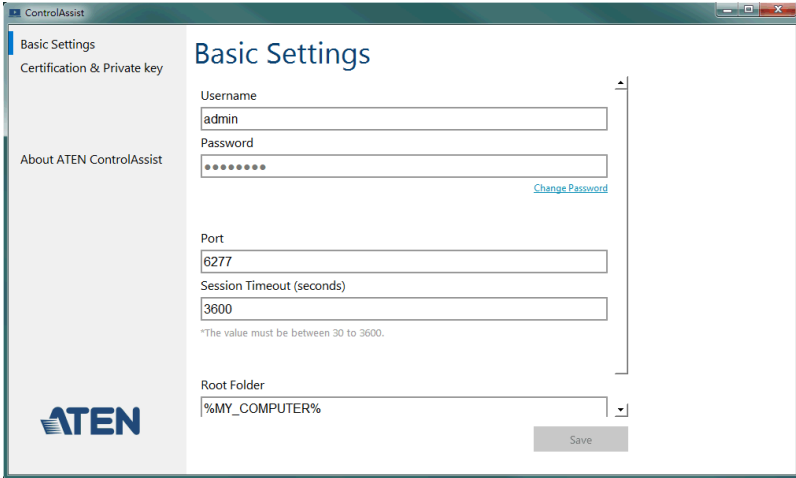 ControlAssist
Basic Settings
Certification & Private key
About ATEN ControlAssist
ATEN
Basic Settings
Username
admin
Password
••••••••
Change Password
Port
6277
Session Timeout (seconds)
3600
*The value must be between 30 to 3600.
Root Folder
%MY_COMPUTER%
Save